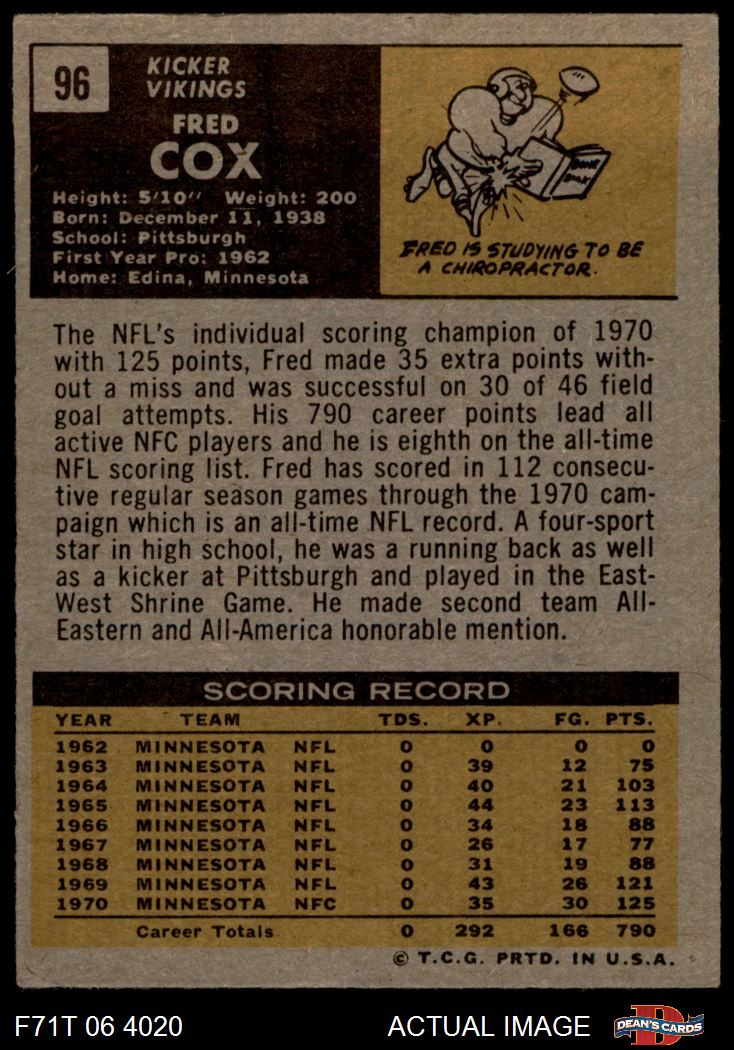 96
KICKER
VIKINGS
FRED
COX
Height: 5'10" Weight: 200
Born: December 11, 1938
School: Pittsburgh
First Year Pro: 1962
Home: Edina, Minnesota
BONE
BOOK
FRED IS STUDYING TO BE
A CHIROPRACTOR.
The NFL's individual scoring champion of 1970
with 125 points, Fred made 35 extra points with-
out a miss and was successful on 30 of 46 field
goal attempts. His 790 career points lead all
active NFC players and he is eighth on the all-time
NFL scoring list. Fred has scored in 112 consecu-
tive regular season games through the 1970 cam-
paign which is an all-time NFL record. A four-sport
star in high school, he was a running back as well
as a kicker at Pittsburgh and played in the East-
West Shrine Game. He made second team All-
Eastern and All-America honorable mention.
SCORING RECORD
YEAR TEAM TDS. XP. FG. PTS.
1962 MINNESOTA NFL 0 0 0 0
1963 MINNESOTA NFL 0 39 12 75
1964 MINNESOTA NFL 0 40 21 103
1965 MINNESOTA NFL 0 44 23 113
1966 MINNESOTA NFL 0 34 18 88
1967 MINNESOTA NFL 0 26 17 77
1968 MINNESOTA NFL 0 31 19 88
1969 MINNESOTA NFL 0 43 26 121
1970 MINNESOTA NFC 0 35 30 125
Career Totals 0 292 166 790
© T.C.G. PRTD. IN U.S.A.
F71T 06 4020 ACTUAL IMAGE D DEAN'S CARDS